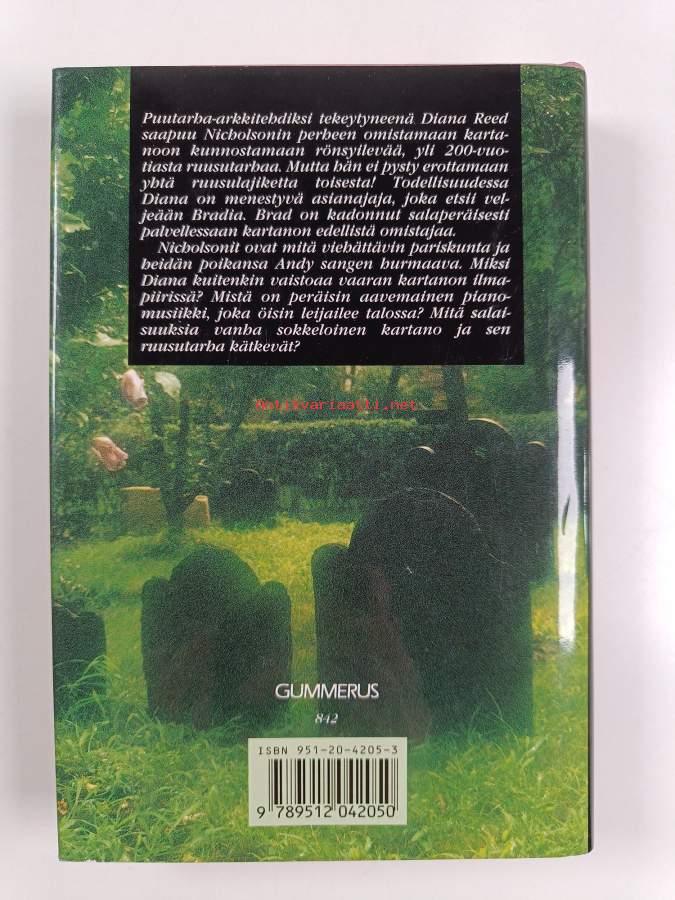 Puutarha-arkkitehdiksi tekeytyneenä Diana Reed
saapuu Nicholsonin perheen omistamaan karta-
noon kunnostamaan rönsyilevää, yli 200-vuo-
tiasta ruusutarhaa. Mutta hän ei pysty erottamaan
yhtä ruusulajiketta toisesta! Todellisuudessa
Diana on menestyvä asianajaja, joka etsii vel-
jeään Bradia. Brad on kadonnut salaperäisesti
palvellessaan kartanon edellistä omistajaa.
Nicholsonit ovat mitä viehättävin pariskunta ja
heidän poikansa Andy sangen hurmaava. Miksi
Diana kuitenkin vaistoaa vaaran kartanon ilma-
piirissä? Mistä on peräisin aavemainen piano-
musiikki, joka öisin leijailee talossa? Mitä salai-
suuksia vanha sokkeloinen kartano ja sen
ruusutarha kätkevät?
Antikvariaatti.net
GUMMERUS
842
ISBN 951-20-4205-3
9 789512 042050